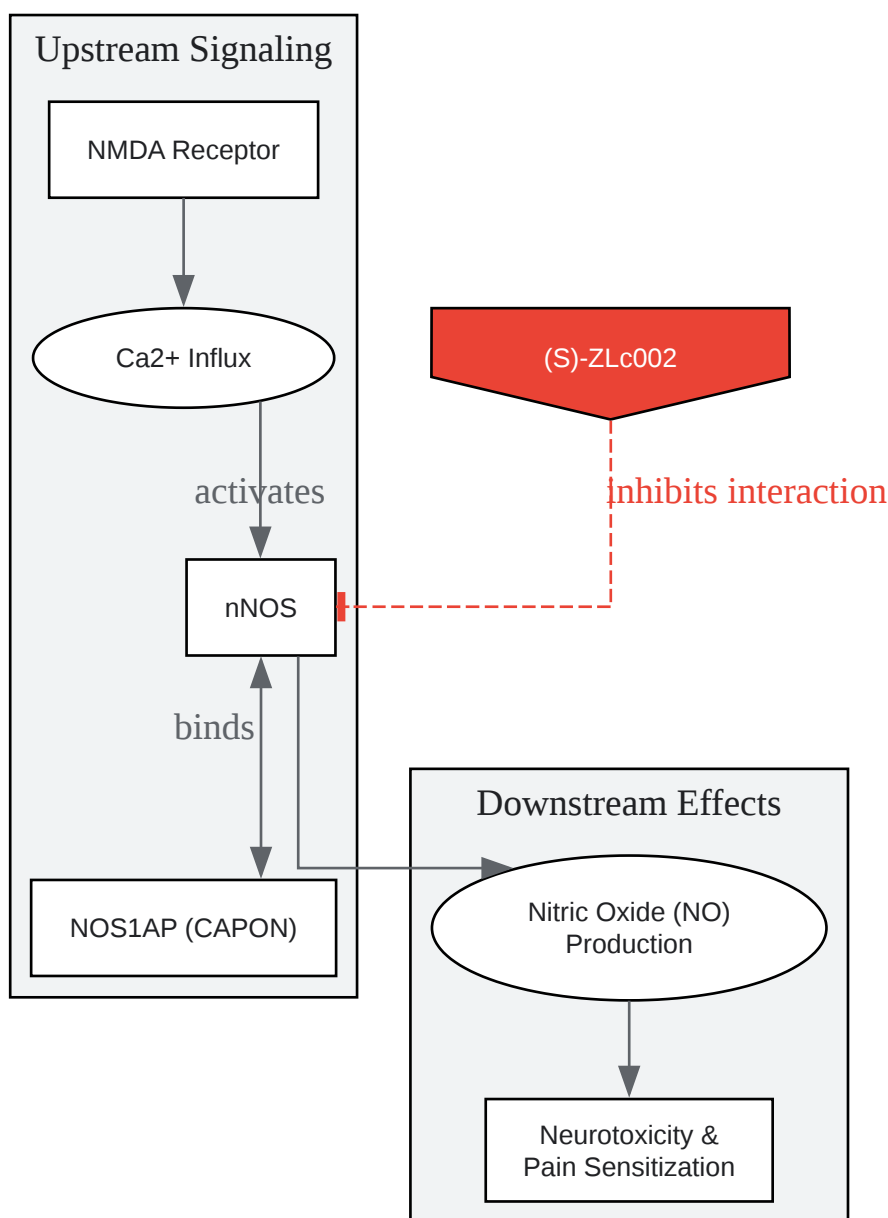 Upstream Signaling
NMDA Receptor
Ca2+ Influx
(S)-ZLc002
activates
inhibits interaction
nNOS
binds
NOS1AP (CAPON)
Downstream Effects
Nitric Oxide (NO)
Production
Neurotoxicity &
Pain Sensitization